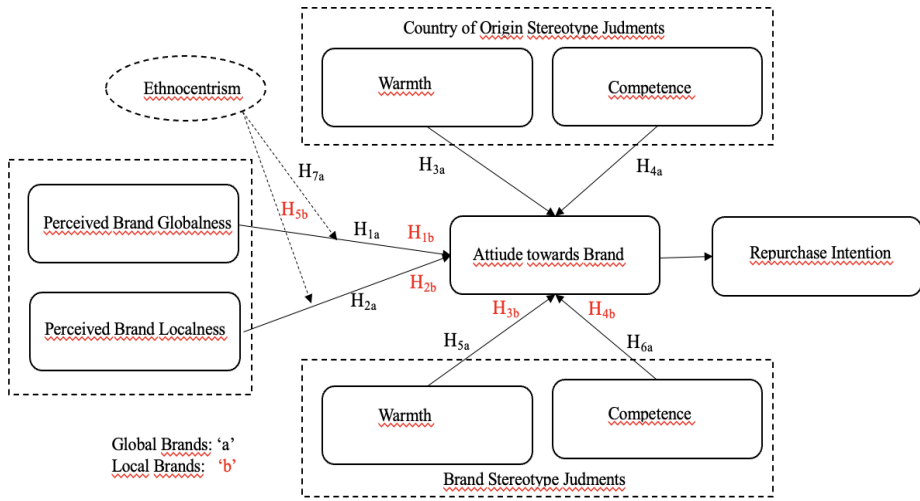 Country of Origin Stereotype Judments
Warmth
Competence
Ethnocentrism
H3a
H4a
H7a
H5b
Perceived Brand Globalness
H1a
H1b
Attiude towards Brand
Repurchase Intention
H2b
H2a
Perceived Brand Localness
H3b
H4b
H5a
H6a
Warmth
Competence
Brand Stereotype Judments
Global Brands: ‘a’
Local Brands: ‘b’